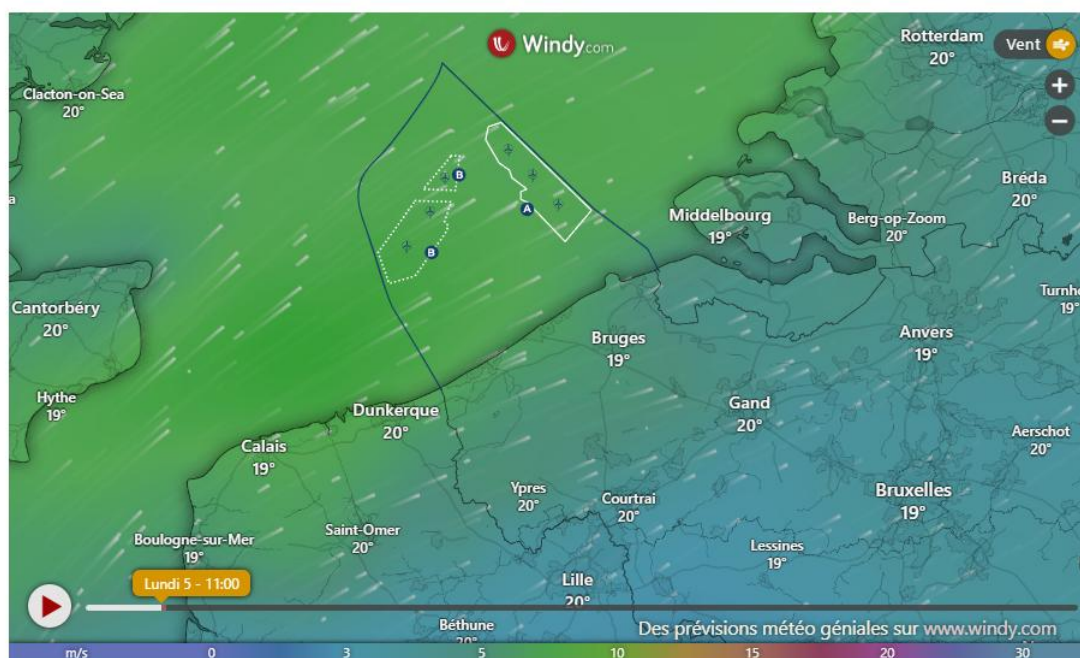 Windy.com
Rotterdam
20°
Vent
+
−
Clacton-on-Sea
20°
B
Bréda
20°
A
Middelbourg
19°
Berg-op-Zoom
20°
B
Cantorbéry
20°
Turnh
19°
Bruges
19°
Anvers
19°
Hythe
19°
Dunkerque
20°
Gand
20°
Aerschot
20°
Calais
19°
Ypres
20°
Courtrai
20°
Bruxelles
19°
Saint-Omer
20°
Boulogne-sur-Mer
19°
Lessines
19°
Lundi 5 - 11:00
Lille
20°
Béthune
20°
Des prévisions météo géniales sur www.windy.com
m/s 0 3 5 10 15 20 30